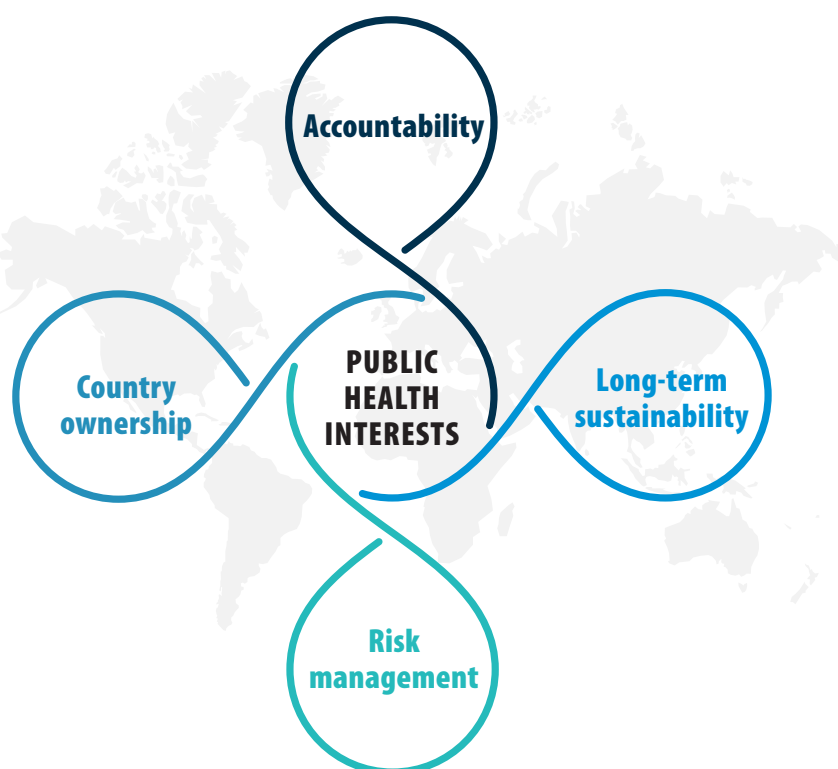 Accountability
Country
ownership
PUBLIC
HEALTH
INTERESTS
Long-term
sustainability
Risk
management